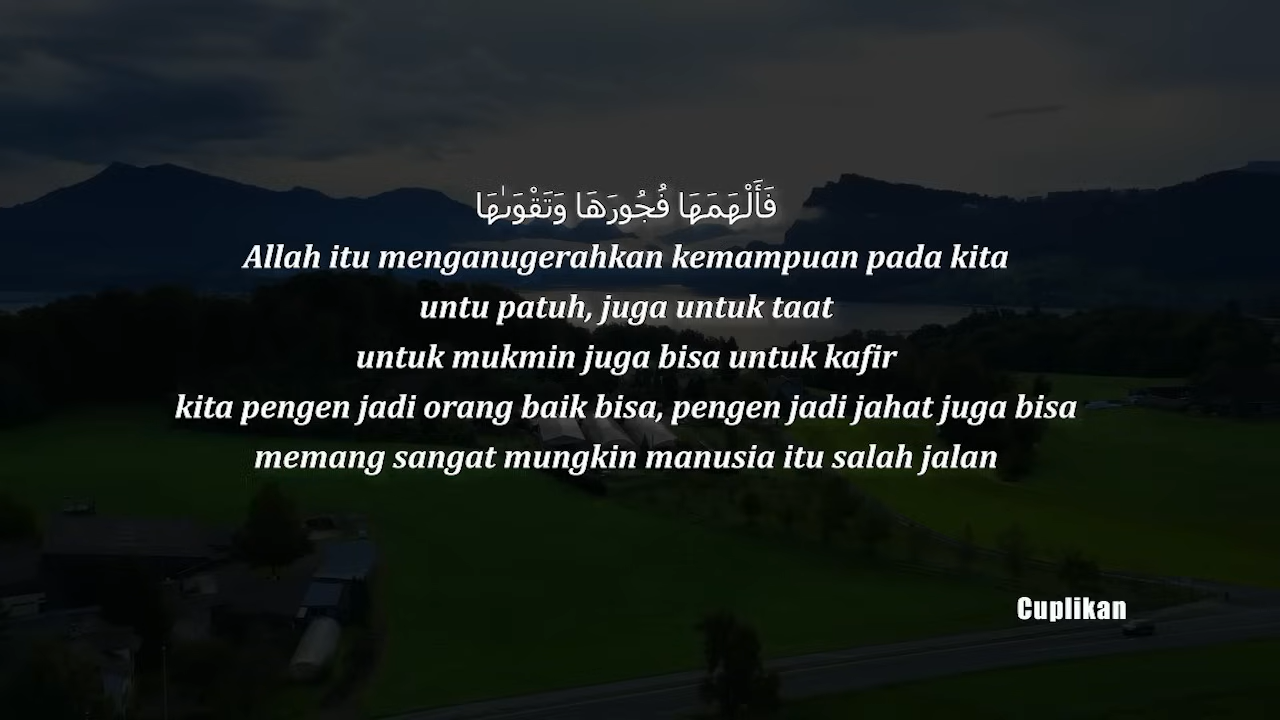 فَأَلْهَمَهَا فُجُورَهَا وَتَقْوَىٰهَا
Allah itu menganugerahkan kemampuan pada kita
untu patuh, juga untuk taat
untuk mukmin juga bisa untuk kafir
kita pengen jadi orang baik bisa, pengen jadi jahat juga bisa
memang sangat mungkin manusia itu salah jalan
Cuplikan